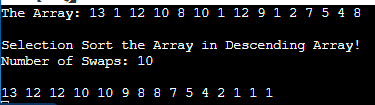 The Array: 13 1 12 10 8 10 1 12 9 1 2 7 5 4 8
Selection Sort the Array in Descending Array!
Number of Swaps: 10
13 12 12 10 10 9 8 8 7 5 4 2 1 1 1